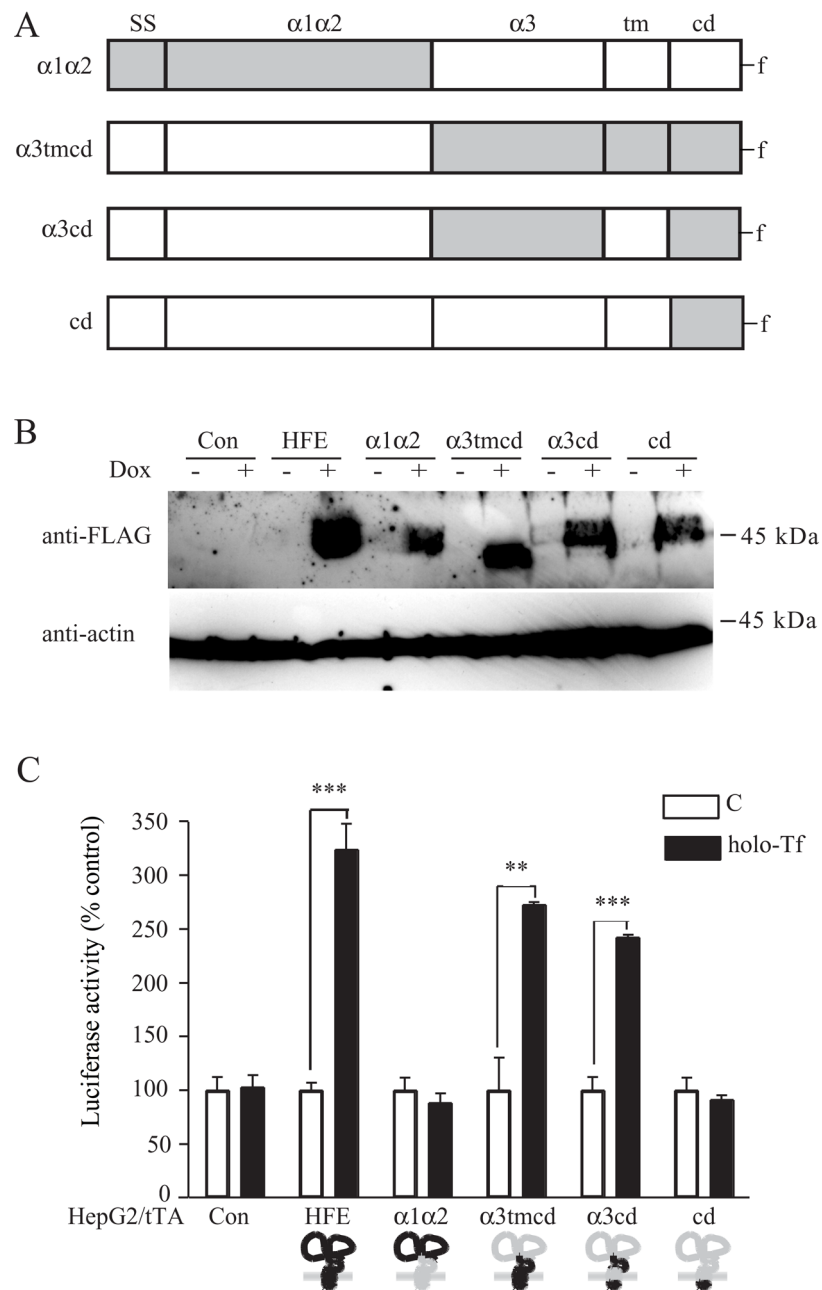 A
SS α1α2 α3 tm cd
α1α2 f
α3tmcd f
α3cd f
cd f
B
Con HFE α1α2 α3tmcd α3cd cd
Dox - + - + - + - + - + - +
anti-FLAG 45 kDa
anti-actin 45 kDa
C
Luciferase activity (% control)
350
300
250
200
150
100
50
0
***
**
***
C
holo-Tf
HepG2/tTA Con HFE α1α2 α3tmcd α3cd cd